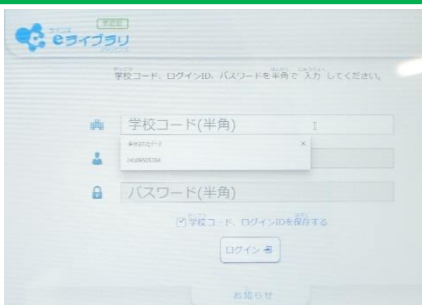 eライブラリ
学校コード、ログインID、パスワードを半角で 入力 してください。
学校コード(半角)
パスワード(半角)
学校コード、ログインIDを保存する
ログイン
お知らせ